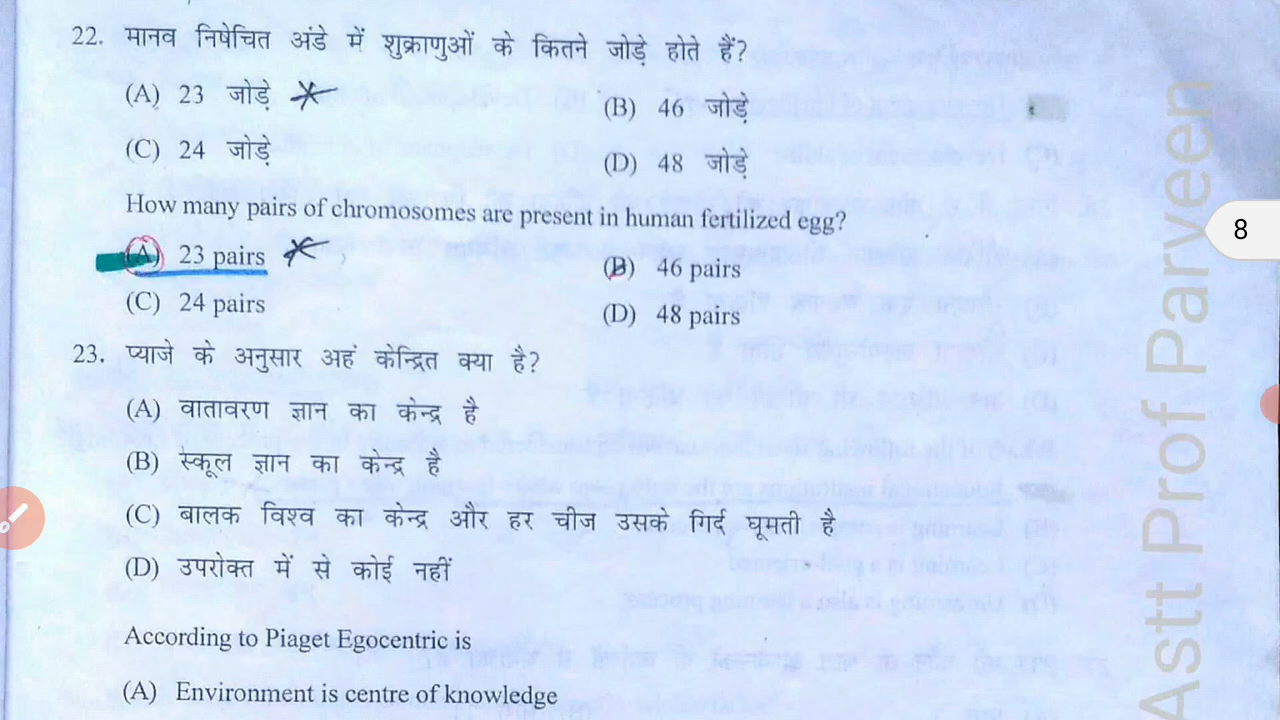 22. मानव निषेचित अंडे में शुक्राणुओं के कितने जोड़े होते हैं?
(A) 23 जोड़े (B) 46 जोड़े
(C) 24 जोड़े (D) 48 जोड़े
How many pairs of chromosomes are present in human fertilized egg?
(A) 23 pairs (B) 46 pairs
(C) 24 pairs (D) 48 pairs
23. प्याजे के अनुसार अहं केन्द्रित क्या है?
(A) वातावरण ज्ञान का केन्द्र है
(B) स्कूल ज्ञान का केन्द्र है
(C) बालक विश्व का केन्द्र और हर चीज उसके गिर्द घूमती है
(D) उपरोक्त में से कोई नहीं
According to Piaget Egocentric is
(A) Environment is centre of knowledge
8
Astt Prof Parveen